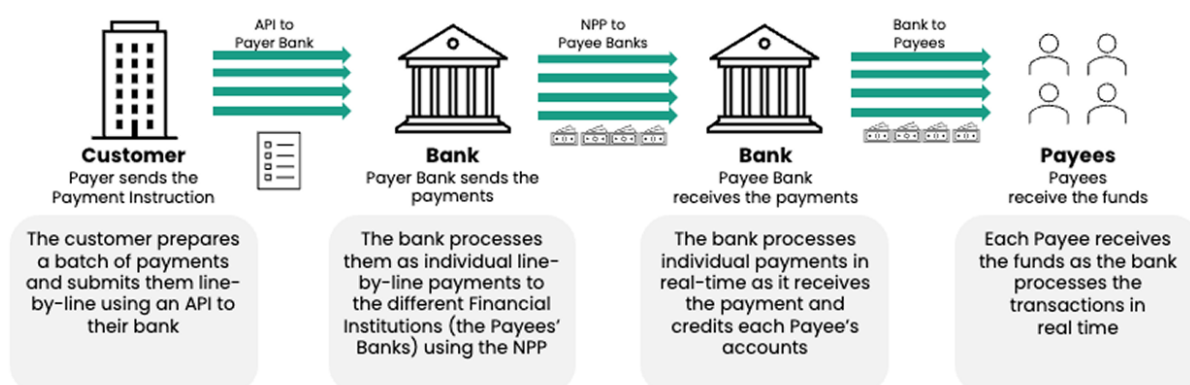 API to
Payer Bank
NPP to
Payee Banks
Bank to
Payees
Customer
Payer sends the
Payment Instruction
Bank
Payer Bank sends the
payments
Bank
Payee Bank
receives the payments
Payees
Payees
receive the funds
The customer prepares
a batch of payments
and submits them line-
by-line using an API to
their bank
The bank processes
them as individual line-
by-line payments to
the different Financial
Institutions (the Payees’
Banks) using the NPP
The bank processes
individual payments in
real-time as it receives
the payment and
credits each Payee’s
accounts
Each Payee receives
the funds as the bank
processes the
transactions in
real time